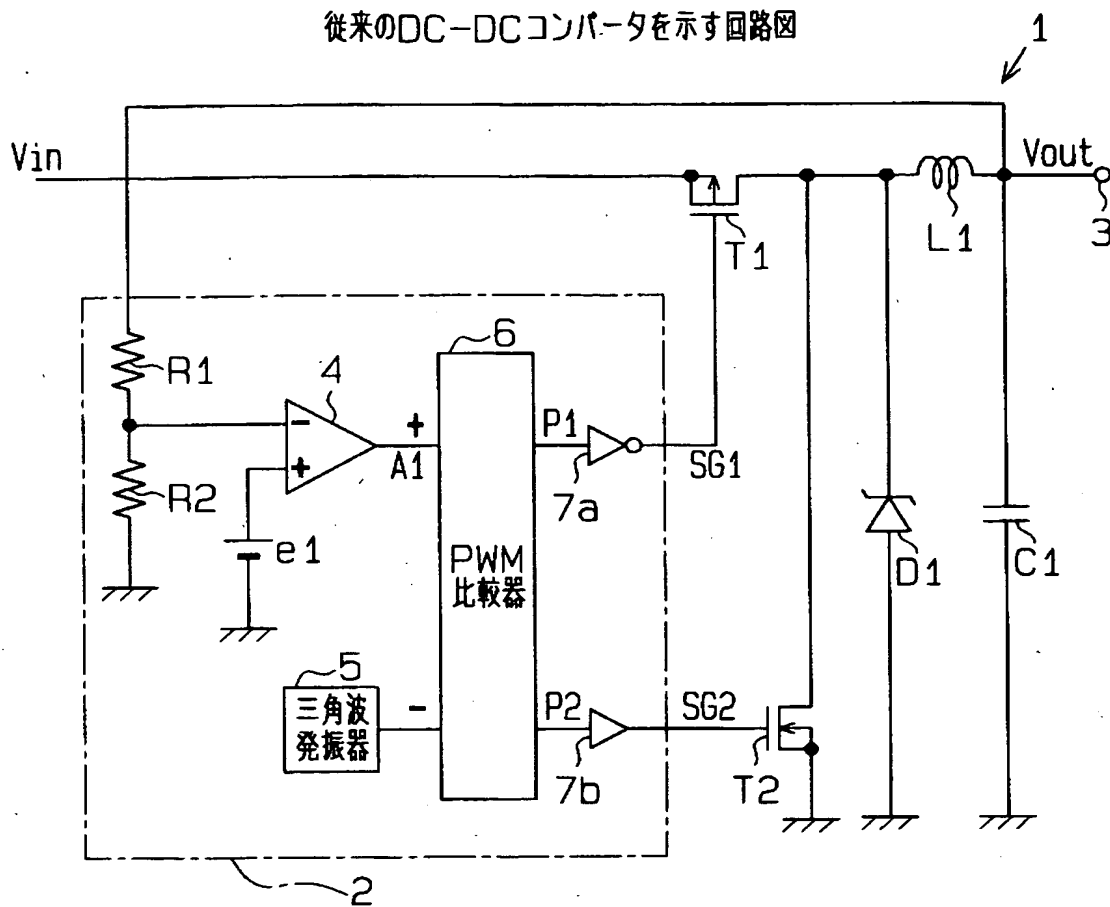 従来のDC-DCコンバータを示す回路図
1
Vin
Vout
3
L1
T1
R1
6
4
P1
+
-
A1
SG1
7a
+
R2
e1
PWM
比較器
D1
C1
5
三角波
発振器
-
P2
SG2
7b
T2
2